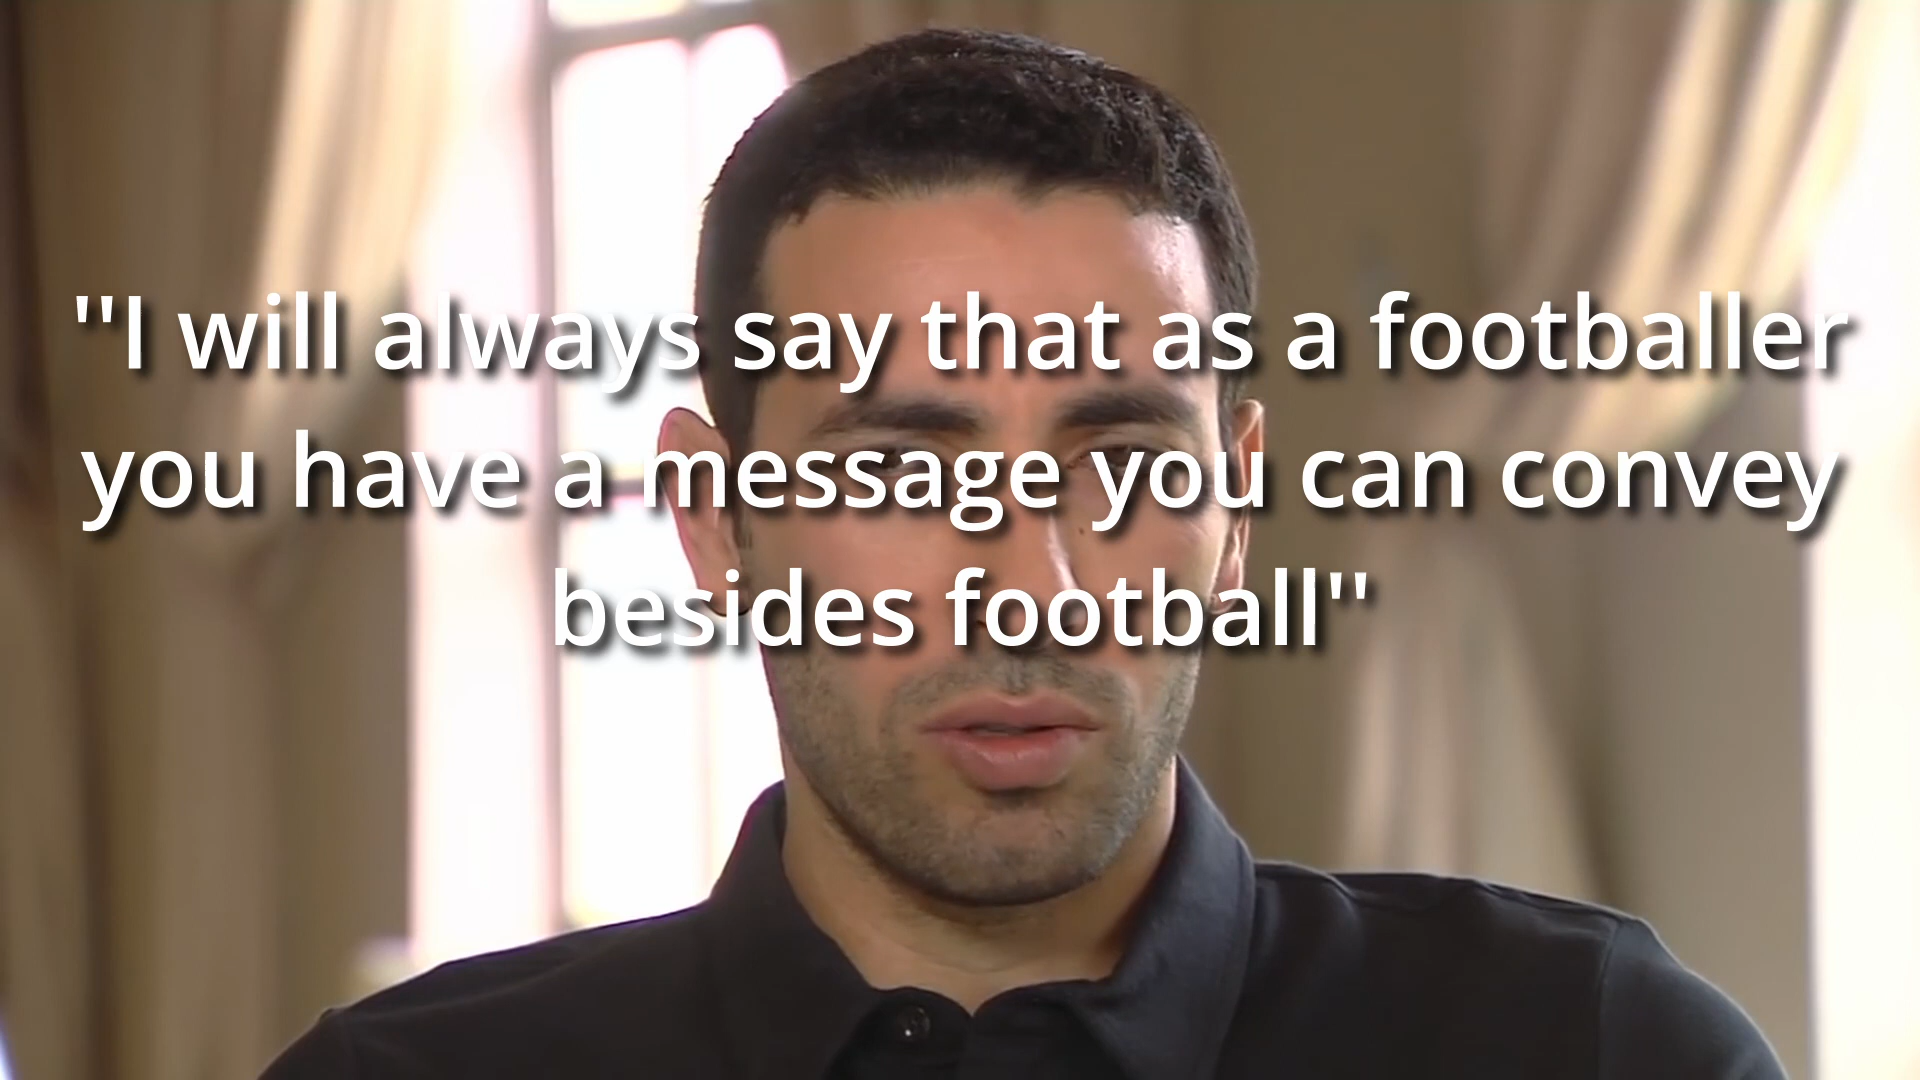 ''I will always say that as a footballer
you have a message you can convey
besides football''